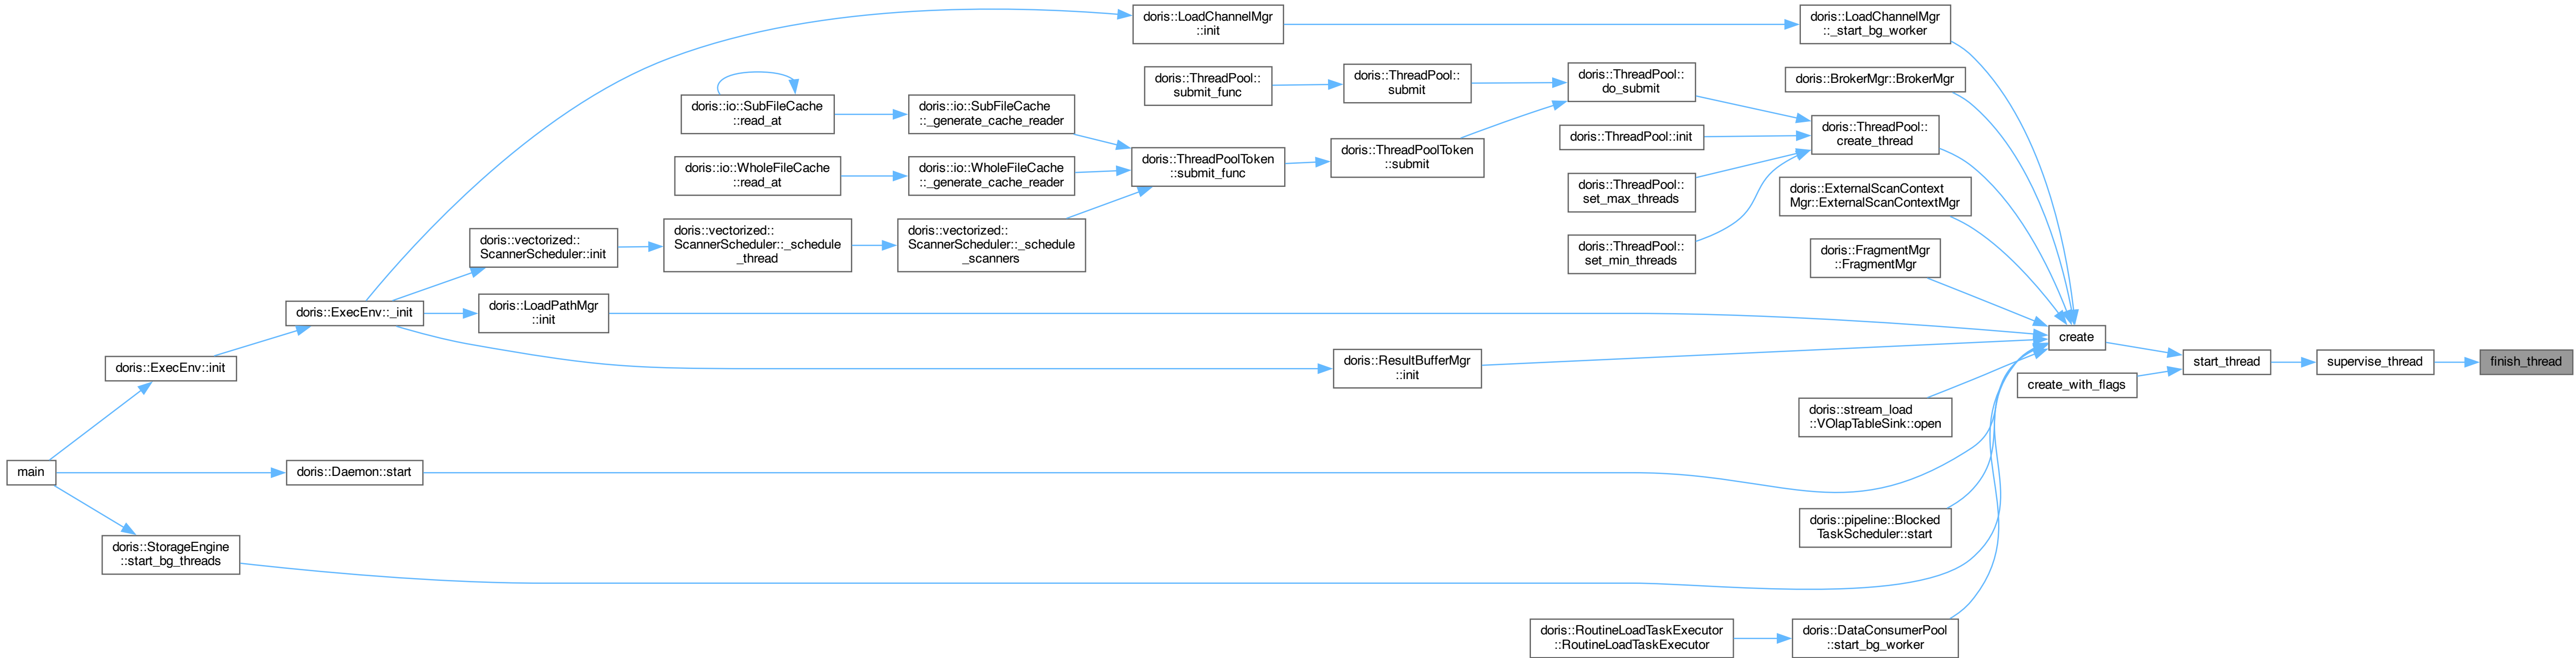 doris::LoadChannelMgr
::init
doris::LoadChannelMgr
::_start_bg_worker
doris::ThreadPool::
submit_func
doris::ThreadPool::
submit
doris::ThreadPool::
do_submit
doris::BrokerMgr::BrokerMgr
doris::io::SubFileCache
::read_at
doris::io::SubFileCache
::_generate_cache_reader
doris::ThreadPool::init
doris::ThreadPool::
create_thread
doris::io::WholeFileCache
::read_at
doris::io::WholeFileCache
::_generate_cache_reader
doris::ThreadPoolToken
::submit_func
doris::ThreadPoolToken
::submit
doris::ThreadPool::
set_max_threads
doris::ExternalScanContext
Mgr::ExternalScanContextMgr
doris::vectorized::
ScannerScheduler::init
doris::vectorized::
ScannerScheduler::_schedule
_thread
doris::vectorized::
ScannerScheduler::_schedule
_scanners
doris::ThreadPool::
set_min_threads
doris::FragmentMgr
::FragmentMgr
doris::ExecEnv::_init
doris::LoadPathMgr
::init
create
doris::ExecEnv::init
doris::ResultBufferMgr
::init
start_thread
supervise_thread
finish_thread
create_with_flags
doris::stream_load
::VOlapTableSink::open
main
doris::Daemon::start
doris::pipeline::Blocked
TaskScheduler::start
doris::StorageEngine
::start_bg_threads
doris::RoutineLoadTaskExecutor
::RoutineLoadTaskExecutor
doris::DataConsumerPool
::start_bg_worker